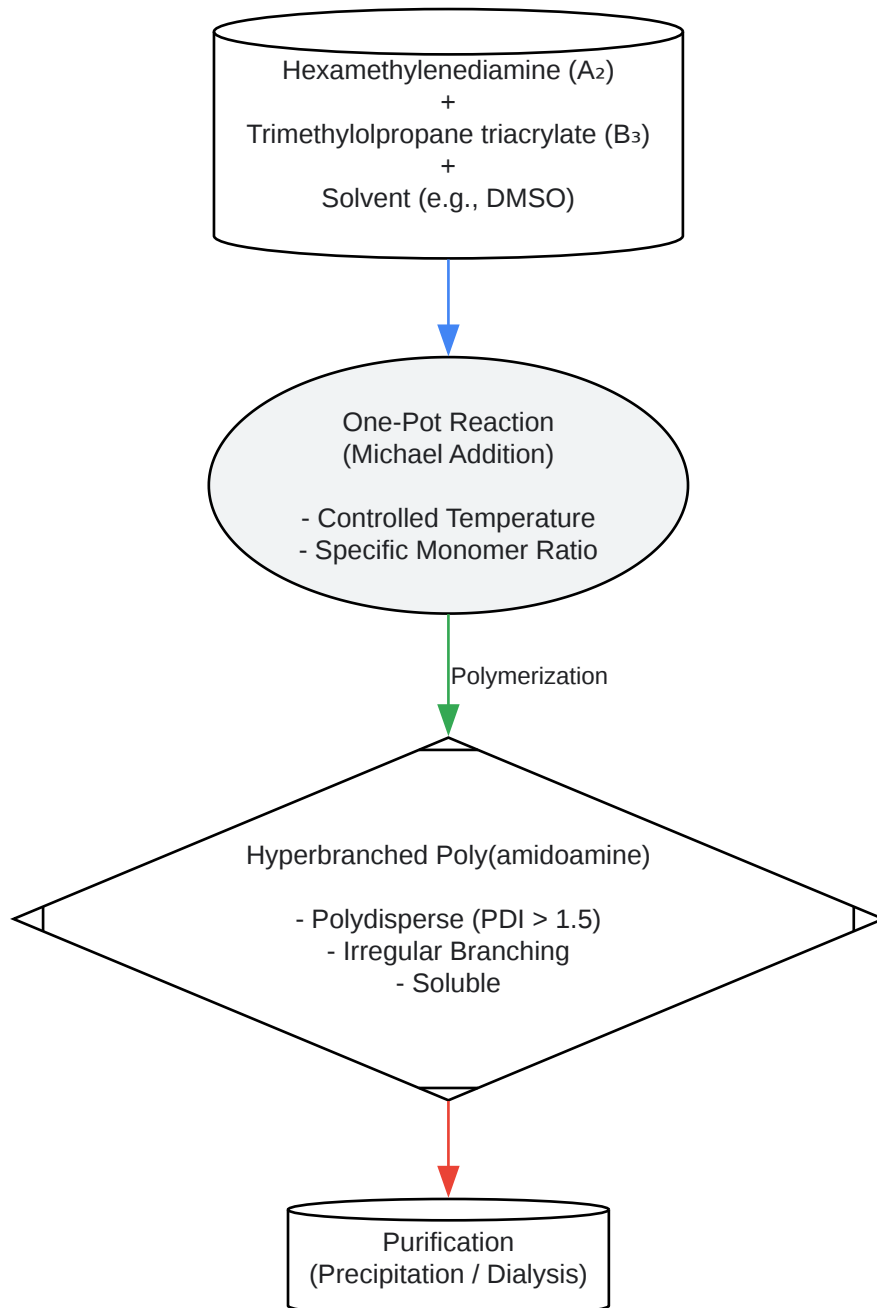 Hexamethylenediamine (A₂)
+
Trimethylolpropane triacrylate (B₃)
+
Solvent (e.g., DMSO)
One-Pot Reaction
(Michael Addition)
- Controlled Temperature
- Specific Monomer Ratio
Polymerization
Hyperbranched Poly(amidoamine)
- Polydisperse (PDI > 1.5)
- Irregular Branching
- Soluble
Purification
(Precipitation / Dialysis)